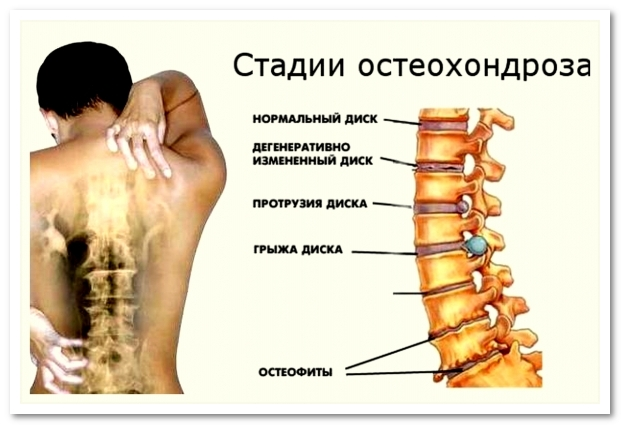 Стадии остеохондроза
НОРМАЛЬНЫЙ ДИСК
ДЕГЕНЕРАТИВНО
ИЗМЕНЕННЫЙ ДИСК
ПРОТРУЗИЯ ДИСКА
ГРЫЖА ДИСКА
ОСТЕОФИТЫ